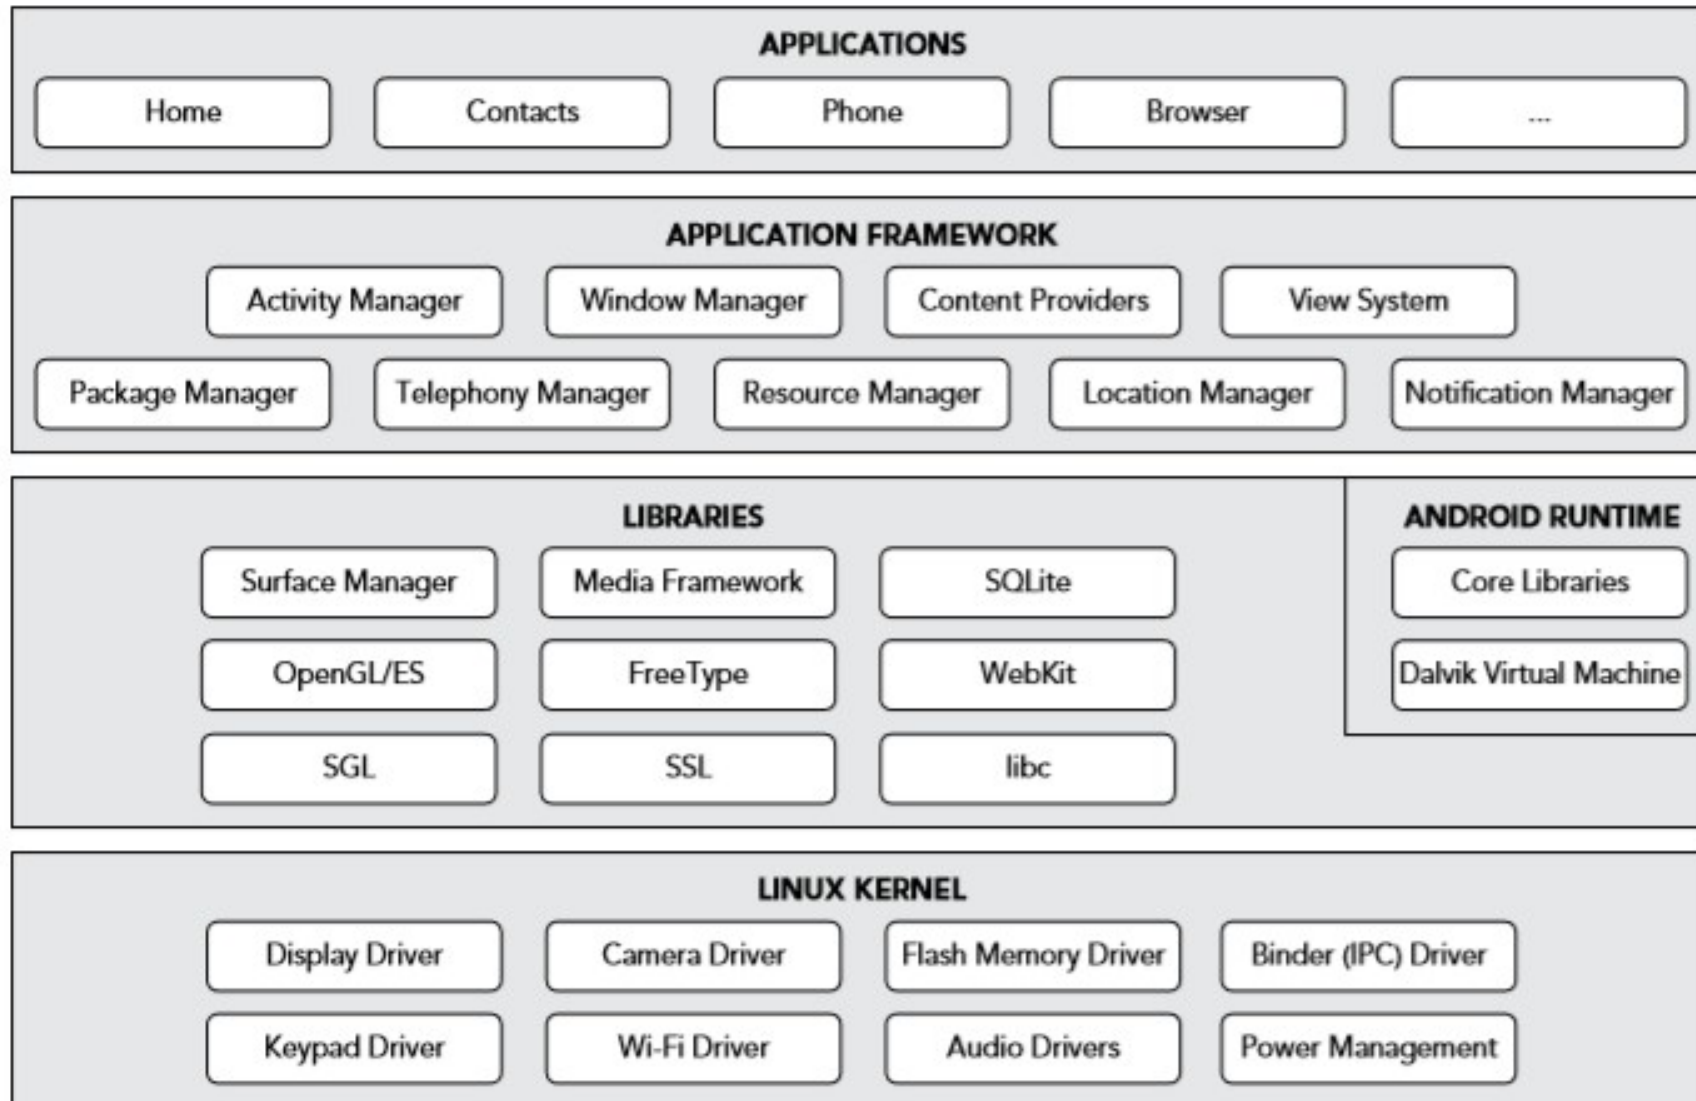 APPLICATIONS
Home Contacts Phone Browser ...
APPLICATION FRAMEWORK
Activity Manager Window Manager Content Providers View System
Package Manager Telephony Manager Resource Manager Location Manager Notification Manager
LIBRARIES
Surface Manager Media Framework SQLite
OpenGL/ES FreeType WebKit
SGL SSL libc
ANDROID RUNTIME
Core Libraries
Dalvik Virtual Machine
LINUX KERNEL
Display Driver Camera Driver Flash Memory Driver Binder (IPC) Driver
Keypad Driver Wi-Fi Driver Audio Drivers Power Management